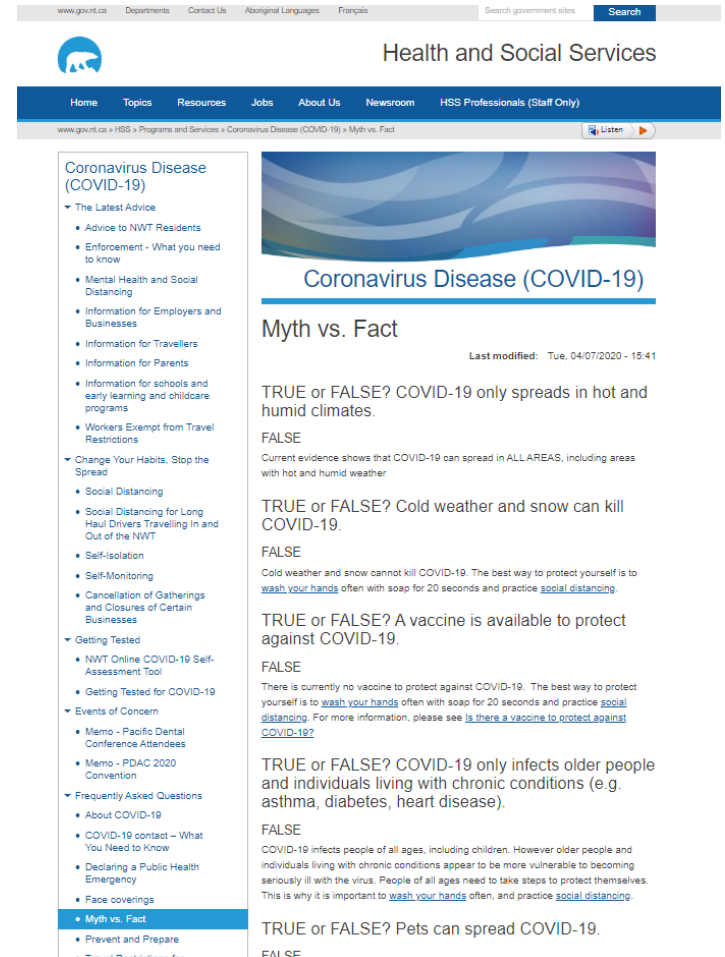 www.gov.nt.ca Departments Contact Us Aboriginal Languages Français Search government sites Search
Health and Social Services
Home Topics Resources Jobs About Us Newsroom HSS Professionals (Staff Only)
www.gov.nt.ca » HSS » Programs and Services » Coronavirus Disease (COVID-19) » Myth vs. Fact Listen
Coronavirus Disease
(COVID-19)
The Latest Advice
Advice to NWT Residents
Enforcement - What you need
to know
Mental Health and Social
Distancing
Information for Employers and
Businesses
Information for Travellers
Information for Parents
Information for schools and
early learning and childcare
programs
Workers Exempt from Travel
Restrictions
Change Your Habits, Stop the
Spread
Social Distancing
Social Distancing for Long
Haul Drivers Travelling In and
Out of the NWT
Self-Isolation
Self-Monitoring
Cancellation of Gatherings
and Closures of Certain
Businesses
Getting Tested
NWT Online COVID-19 Self-
Assessment Tool
Getting Tested for COVID-19
Events of Concern
Memo - Pacific Dental
Conference Attendees
Memo - PDAC 2020
Convention
Frequently Asked Questions
About COVID-19
COVID-19 contact – What
You Need to Know
Declaring a Public Health
Emergency
Face coverings
Myth vs. Fact
Prevent and Prepare
Travel Restrictions for
Coronavirus Disease (COVID-19)
Myth vs. Fact
Last modified: Tue, 04/07/2020 - 15:41
TRUE or FALSE? COVID-19 only spreads in hot and
humid climates.
FALSE
Current evidence shows that COVID-19 can spread in ALL AREAS, including areas
with hot and humid weather
TRUE or FALSE? Cold weather and snow can kill
COVID-19.
FALSE
Cold weather and snow cannot kill COVID-19. The best way to protect yourself is to
wash your hands often with soap for 20 seconds and practice social distancing.
TRUE or FALSE? A vaccine is available to protect
against COVID-19.
FALSE
There is currently no vaccine to protect against COVID-19. The best way to protect
yourself is to wash your hands often with soap for 20 seconds and practice social
distancing. For more information, please see Is there a vaccine to protect against
COVID-19?
TRUE or FALSE? COVID-19 only infects older people
and individuals living with chronic conditions (e.g.
asthma, diabetes, heart disease).
FALSE
COVID-19 infects people of all ages, including children. However older people and
individuals living with chronic conditions appear to be more vulnerable to becoming
seriously ill with the virus. People of all ages need to take steps to protect themselves.
This is why it is important to wash your hands often, and practice social distancing.
TRUE or FALSE? Pets can spread COVID-19.
FALSE